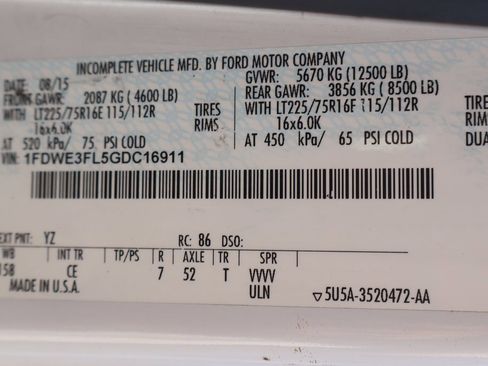 INCOMPLETE VEHICLE MFD. BY FORD MOTOR COMPANY
DATE: 08/15 GVWR: 5670 KG (12500 LB)
FRONT GAWR: 2087 KG (4600 LB) REAR GAWR: 3856 KG (8500 LB)
WITH LT225/75R16E 115/112R TIRES WITH LT225/75R16E 115/112R TIRES
16x6.0K RIMS 16x6.0K RIMS
AT 520 kPa/ 75 PSI COLD AT 450 kPa/ 65 PSI COLD DUA
VIN: 1FDWE3FL5GDC16911
EXT PNT: YZ RC: 86 DSO:
WB INT TR TP/PS R AXLE TR SPR
158 CE 7 52 T VVVV
MADE IN U.S.A. ULN ▽5U5A-3520472-AA